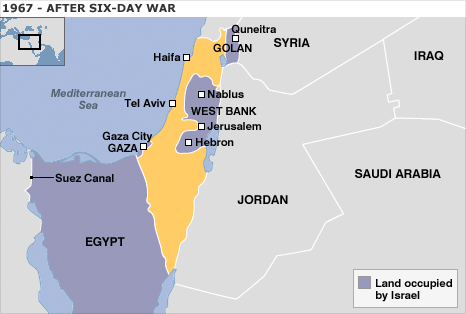 1967 - AFTER SIX-DAY WAR
Quneitra
GOLAN
SYRIA
Haifa
IRAQ
Mediterranean
Sea
Nablus
Tel Aviv
WEST BANK
Jerusalem
Gaza City
GAZA
Hebron
SAUDI ARABIA
Suez Canal
JORDAN
EGYPT
Land occupied
by Israel